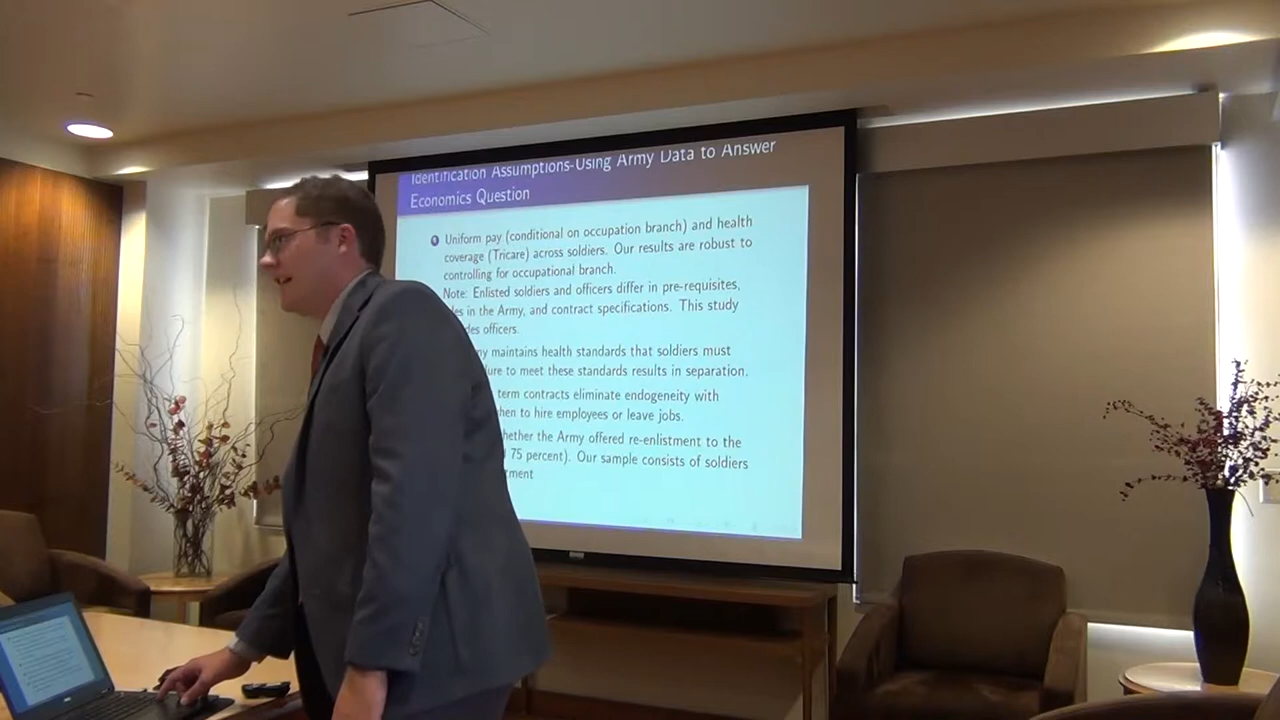 Identification Assumptions-Using Army Data to Answer
Economics Question
Uniform pay (conditional on occupation branch) and health
coverage (Tricare) across soldiers. Our results are robust to
controlling for occupational branch.
Note: Enlisted soldiers and officers differ in pre-requisites,
in the Army, and contract specifications. This study
officers.
maintains health standards that soldiers must
to meet these standards results in separation.
term contracts eliminate endogeneity with
to hire employees or leave jobs.
whether the Army offered re-enlistment to the
75 percent). Our sample consists of soldiers